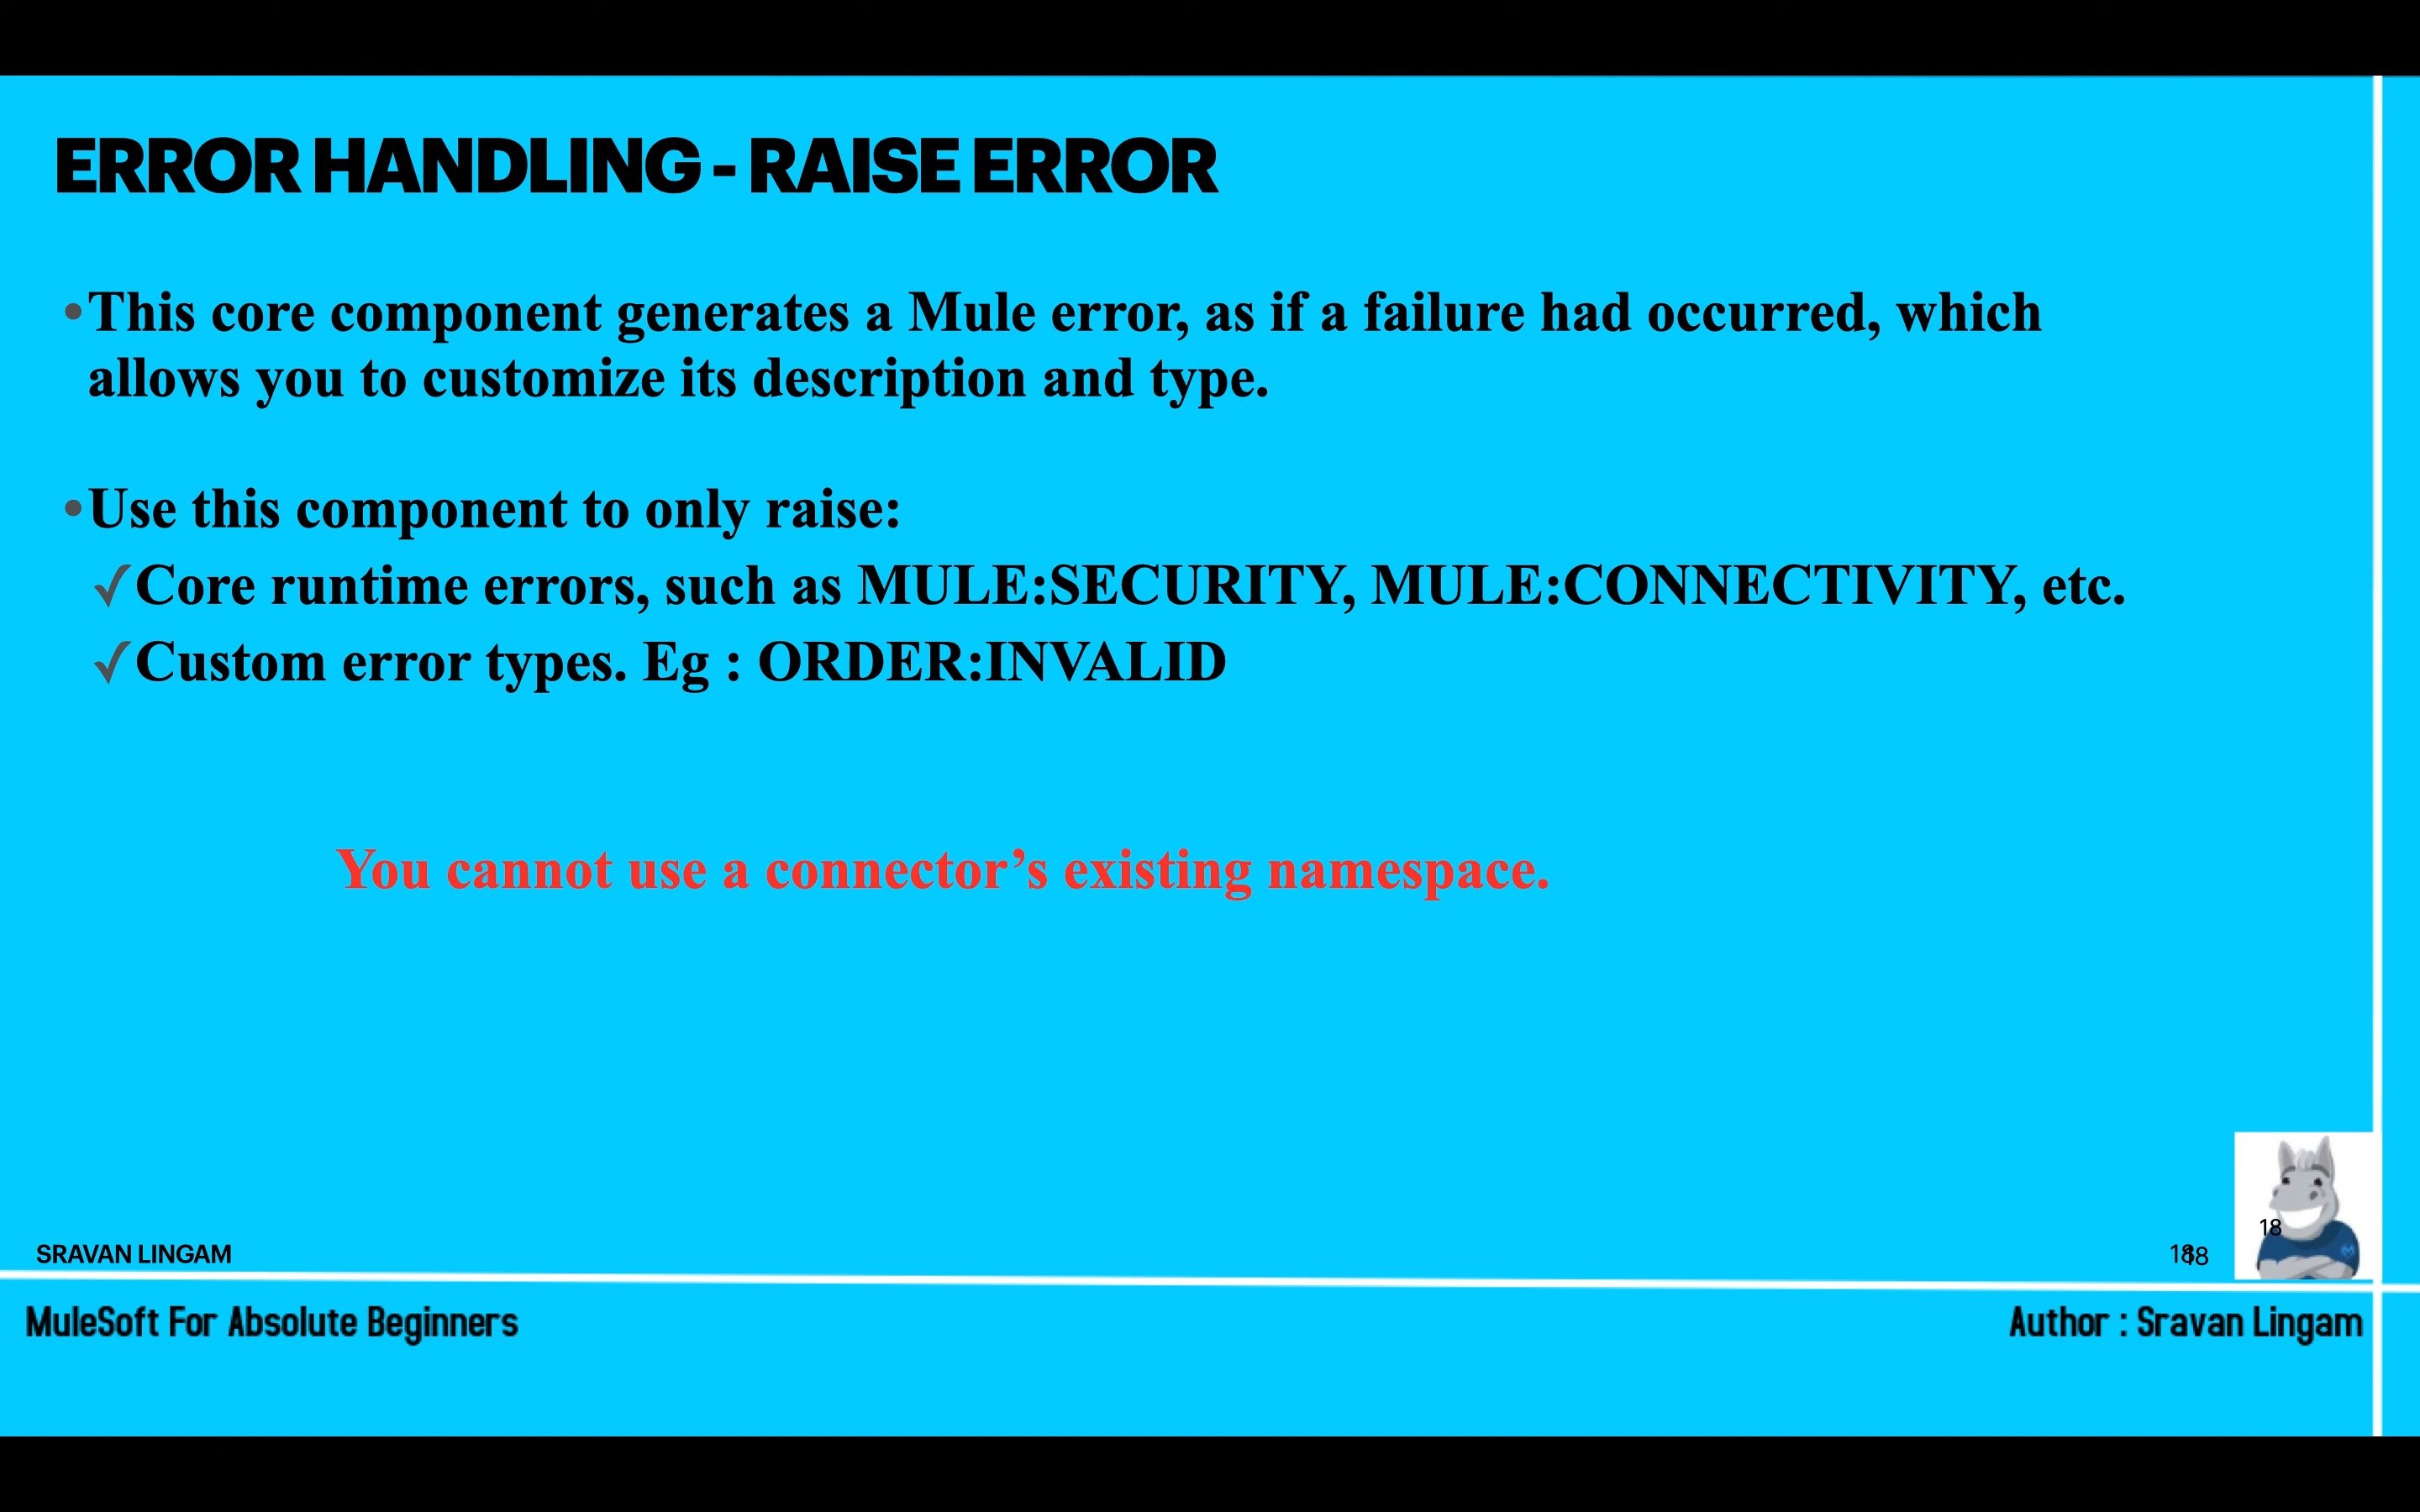 ERROR HANDLING - RAISE ERROR
•This core component generates a Mule error, as if a failure had occurred, which
allows you to customize its description and type.
•Use this component to only raise:
✓Core runtime errors, such as MULE:SECURITY, MULE:CONNECTIVITY, etc.
✓Custom error types. Eg : ORDER:INVALID
You cannot use a connector’s existing namespace.
18
SRAVAN LINGAM
18
18
MuleSoft For Absolute Beginners
Author : Sravan Lingam